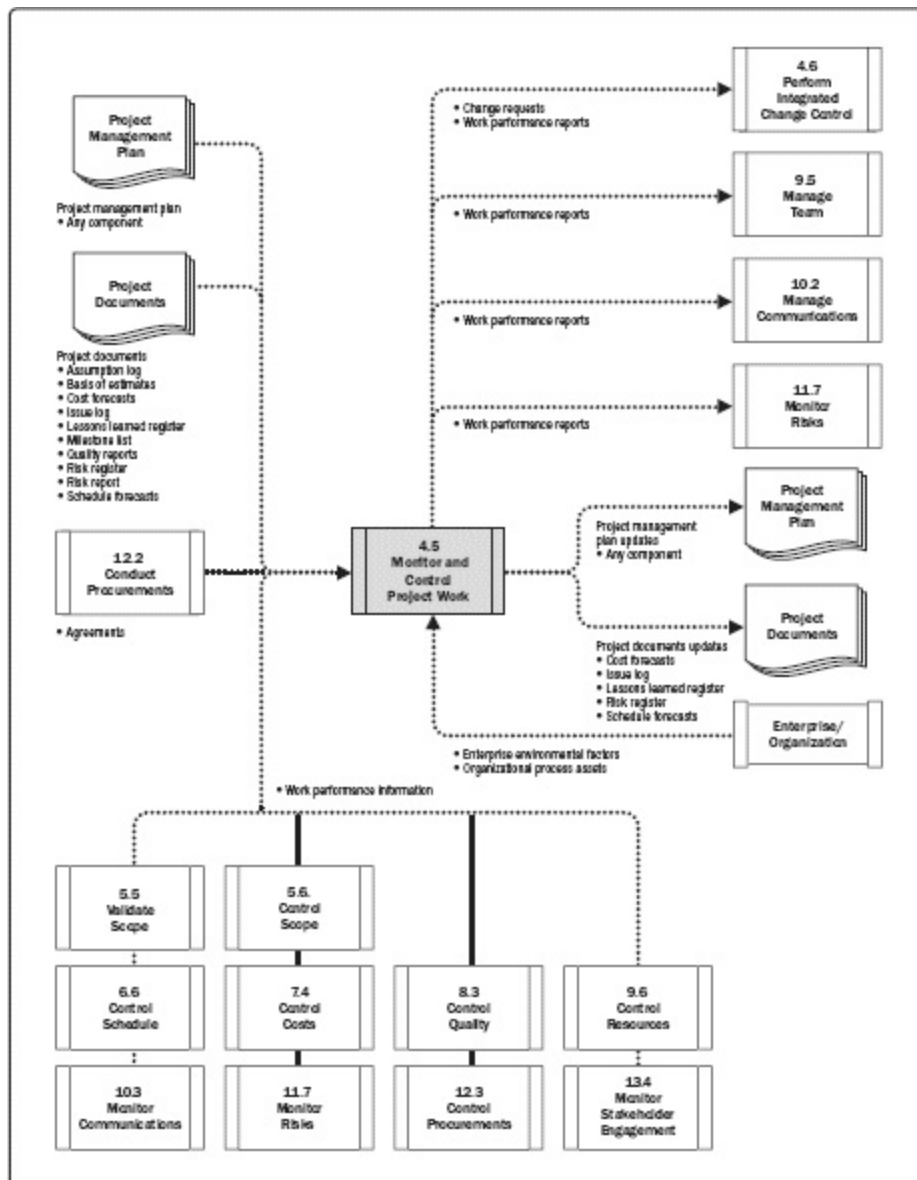 Project
Management
Plan
Project management plan
• Any component
Project
Documents
Project documents
• Assumption log
• Basis of estimates
• Cost forecasts
• Issue log
• Lessons learned register
• Milestone list
• Quality reports
• Risk register
• Risk report
• Schedule forecasts
12.2
Conduct
Procurements
• Agreements
4.5
Monitor and
Control
Project Work
• Change requests
• Work performance reports
4.6
Perform
Integrated
Change Control
• Work performance reports
9.5
Manage
Team
• Work performance reports
10.2
Manage
Communications
• Work performance reports
11.7
Monitor
Risks
Project management
plan updates
• Any component
Project
Management
Plan
Project documents updates
• Cost forecasts
• Issue log
• Lessons learned register
• Risk register
• Schedule forecasts
Project
Documents
• Enterprise environmental factors
• Organizational process assets
Enterprise/
Organization
• Work performance information
5.5
Validate
Scope
5.6.
Control
Scope
6.6
Control
Schedule
7.4
Control
Costs
8.3
Control
Quality
9.6
Control
Resources
10.3
Monitor
Communications
11.7
Monitor
Risks
12.3
Control
Procurements
13.4
Monitor
Stakeholder
Engagement